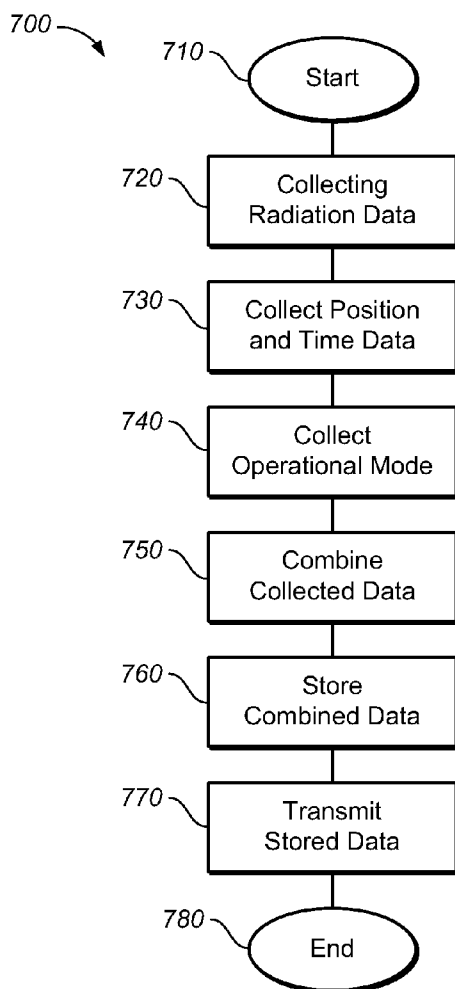 700
710
Start
720
Collecting
Radiation Data
730
Collect Position
and Time Data
740
Collect
Operational Mode
750
Combine
Collected Data
760
Store
Combined Data
770
Transmit
Stored Data
780
End